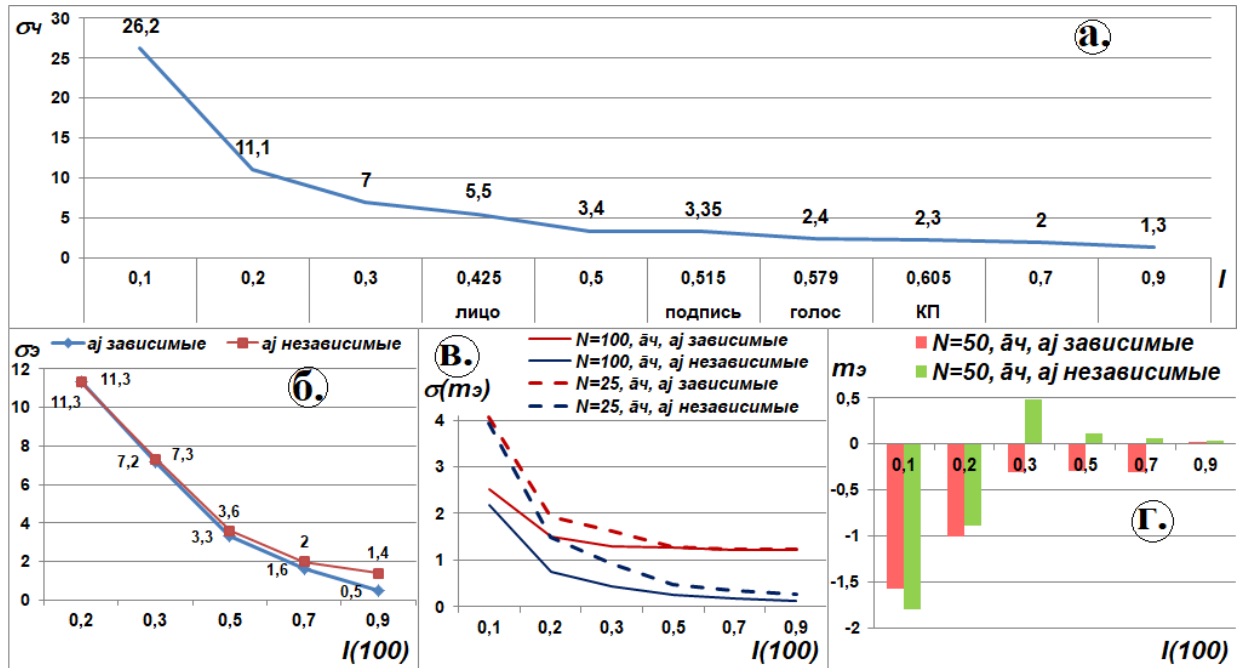 σч
а.
30
25
20
15
10
5
0
26,2
11,1
7
5,5
3,4
3,35
2,4
2,3
2
1,3
0,1 0,2 0,3 0,425 0,5 0,515 0,579 0,605 0,7 0,9 I
лицо подпись голос КП
σэ
aj зависимые aj независимые
б.
12
10
8
6
4
2
0
11,3
11,3
7,2
7,3
3,6
3,3
2
1,6
1,4
0,5
0,2 0,3 0,5 0,7 0,9
I(100)
в.
N=100, āч, aj зависимые
N=100, āч, aj независимые
N=25, āч, aj зависимые
N=25, āч, aj независимые
σ(mэ)
4
3
2
1
0
0,1 0,2 0,3 0,5 0,7 0,9
I(100)
N=50, āч, aj зависимые
N=50, āч, aj независимые
mэ
0,5
0
-0,5
-1
-1,5
-2
0,1 0,2 0,3 0,5 0,7 0,9
г.
I(100)